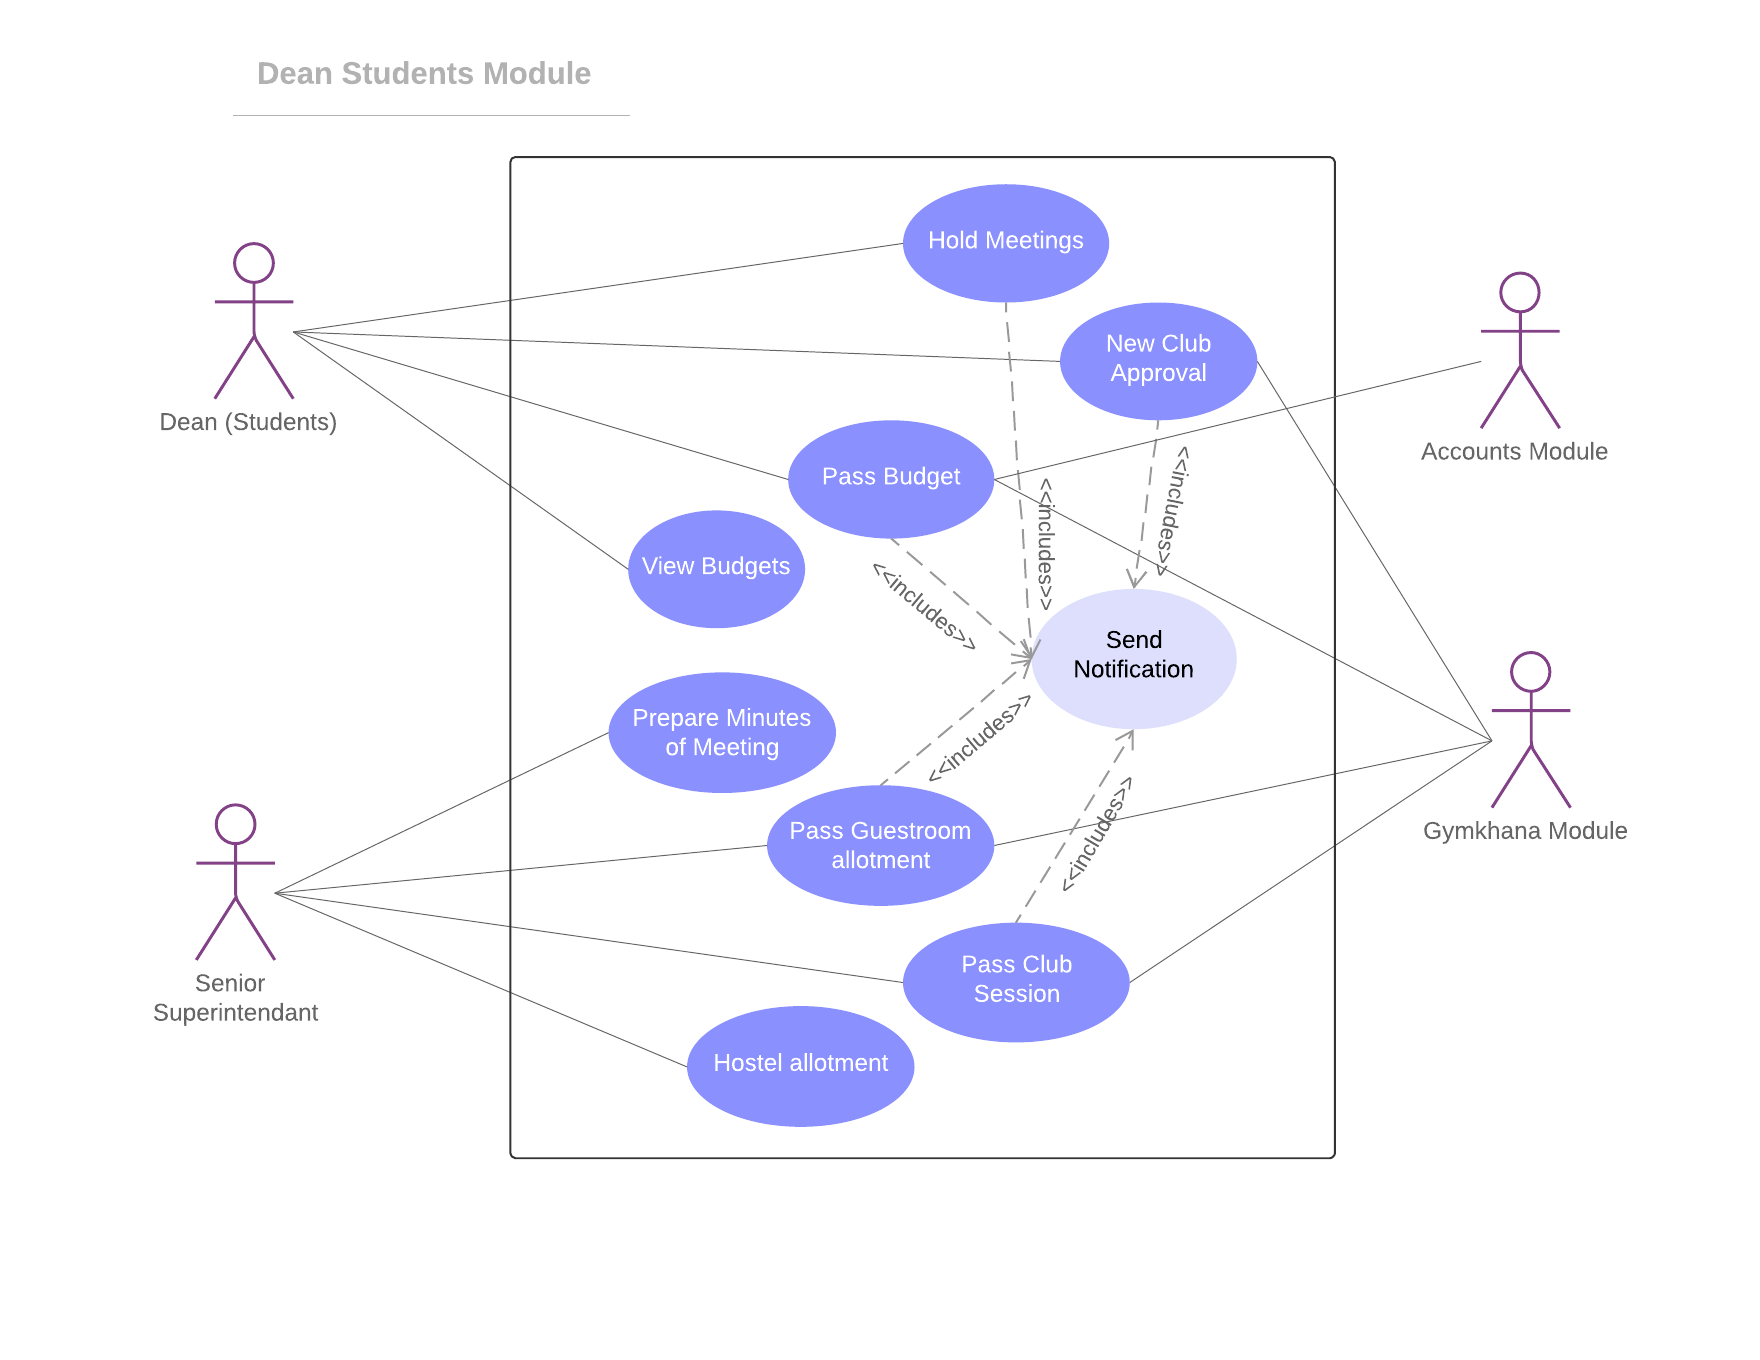 Dean Students Module
Hold Meetings
New Club
Approval
Dean (Students)
Accounts Module
Pass Budget
<<includes>>
<<includes>>
View Budgets
<<includes>>
Send
Notification
Prepare Minutes
of Meeting
<<includes>>
Pass Guestroom
allotment
<<includes>>
Gymkhana Module
Senior
Superintendant
Pass Club
Session
Hostel allotment